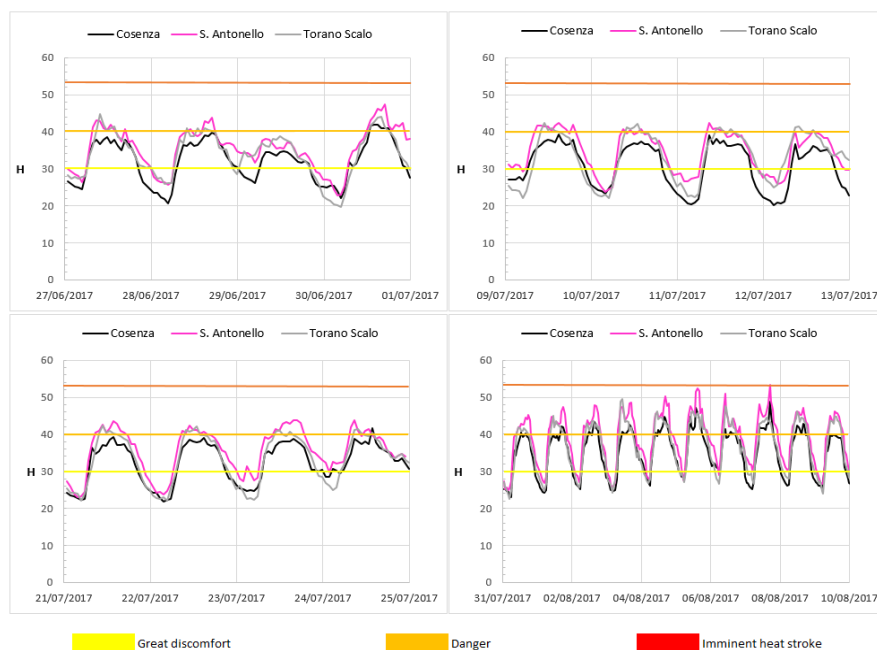 Cosenza S. Antonello Torano Scalo
60
50
40
30
20
10
0
H
27/06/2017 28/06/2017 29/06/2017 30/06/2017 01/07/2017
Cosenza S. Antonello Torano Scalo
60
50
40
30
20
10
0
H
09/07/2017 10/07/2017 11/07/2017 12/07/2017 13/07/2017
Cosenza S. Antonello Torano Scalo
60
50
40
30
20
10
0
H
21/07/2017 22/07/2017 23/07/2017 24/07/2017 25/07/2017
Cosenza S. Antonello Torano Scalo
60
50
40
30
20
10
0
H
31/07/2017 02/08/2017 04/08/2017 06/08/2017 08/08/2017 10/08/2017
Great discomfort Danger Imminent heat stroke